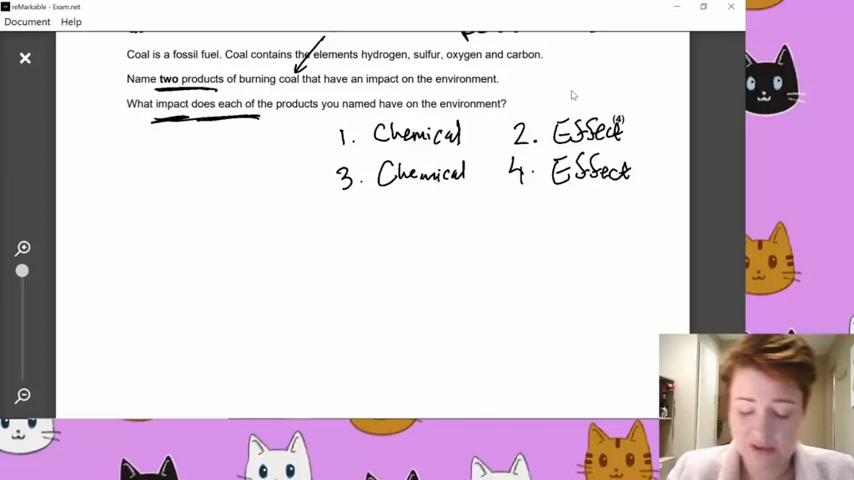 reMarkable - Exam.net
Document Help
Coal is a fossil fuel. Coal contains the elements hydrogen, sulfur, oxygen and carbon.
Name two products of burning coal that have an impact on the environment.
What impact does each of the products you named have on the environment?
(4)
1. Chemical 2. Effect
3. Chemical 4. Effect